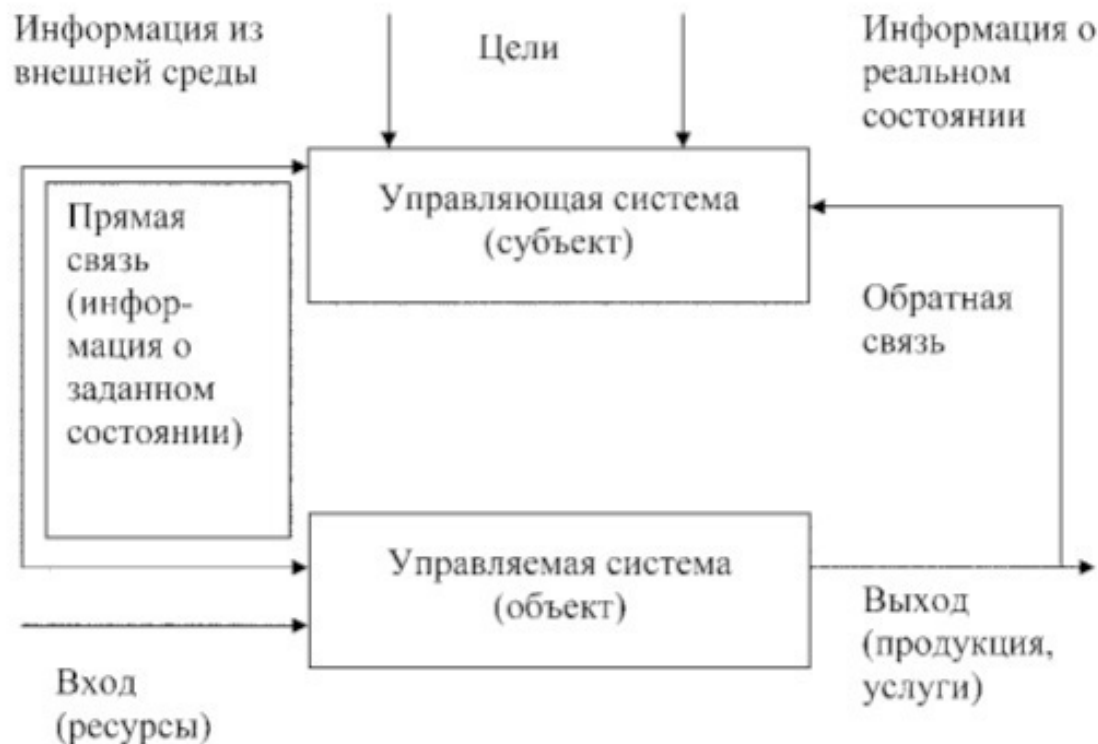 Информация из
внешней среды
Цели
Информация о
реальном
состоянии
Управляющая система
(субъект)
Прямая
связь
(инфор-
мация о
заданном
состоянии)
Обратная
связь
Управляемая система
(объект)
Выход
(продукция,
услуги)
Вход
(ресурсы)